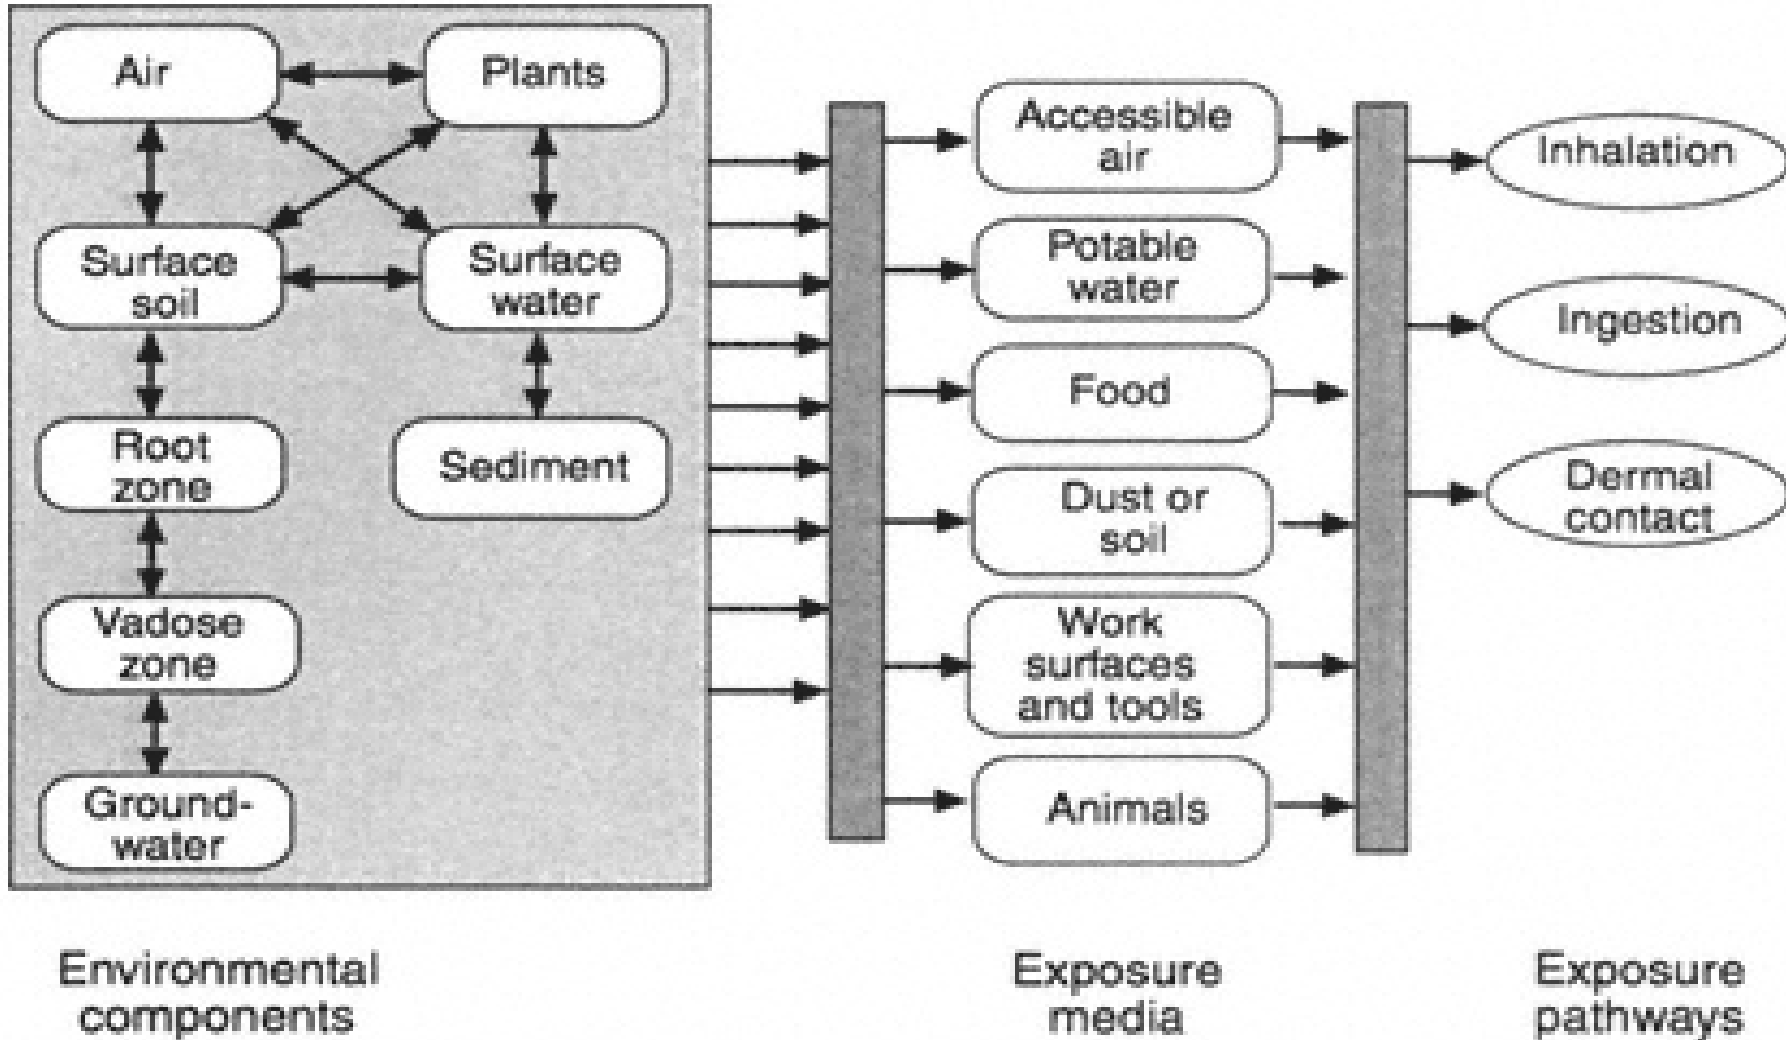 Air
Plants
Surface
soil
Surface
water
Root
zone
Sediment
Vadose
zone
Ground-
water
Accessible
air
Potable
water
Food
Dust or
soil
Work
surfaces
and tools
Animals
Inhalation
Ingestion
Dermal
contact
Environmental
components
Exposure
media
Exposure
pathways